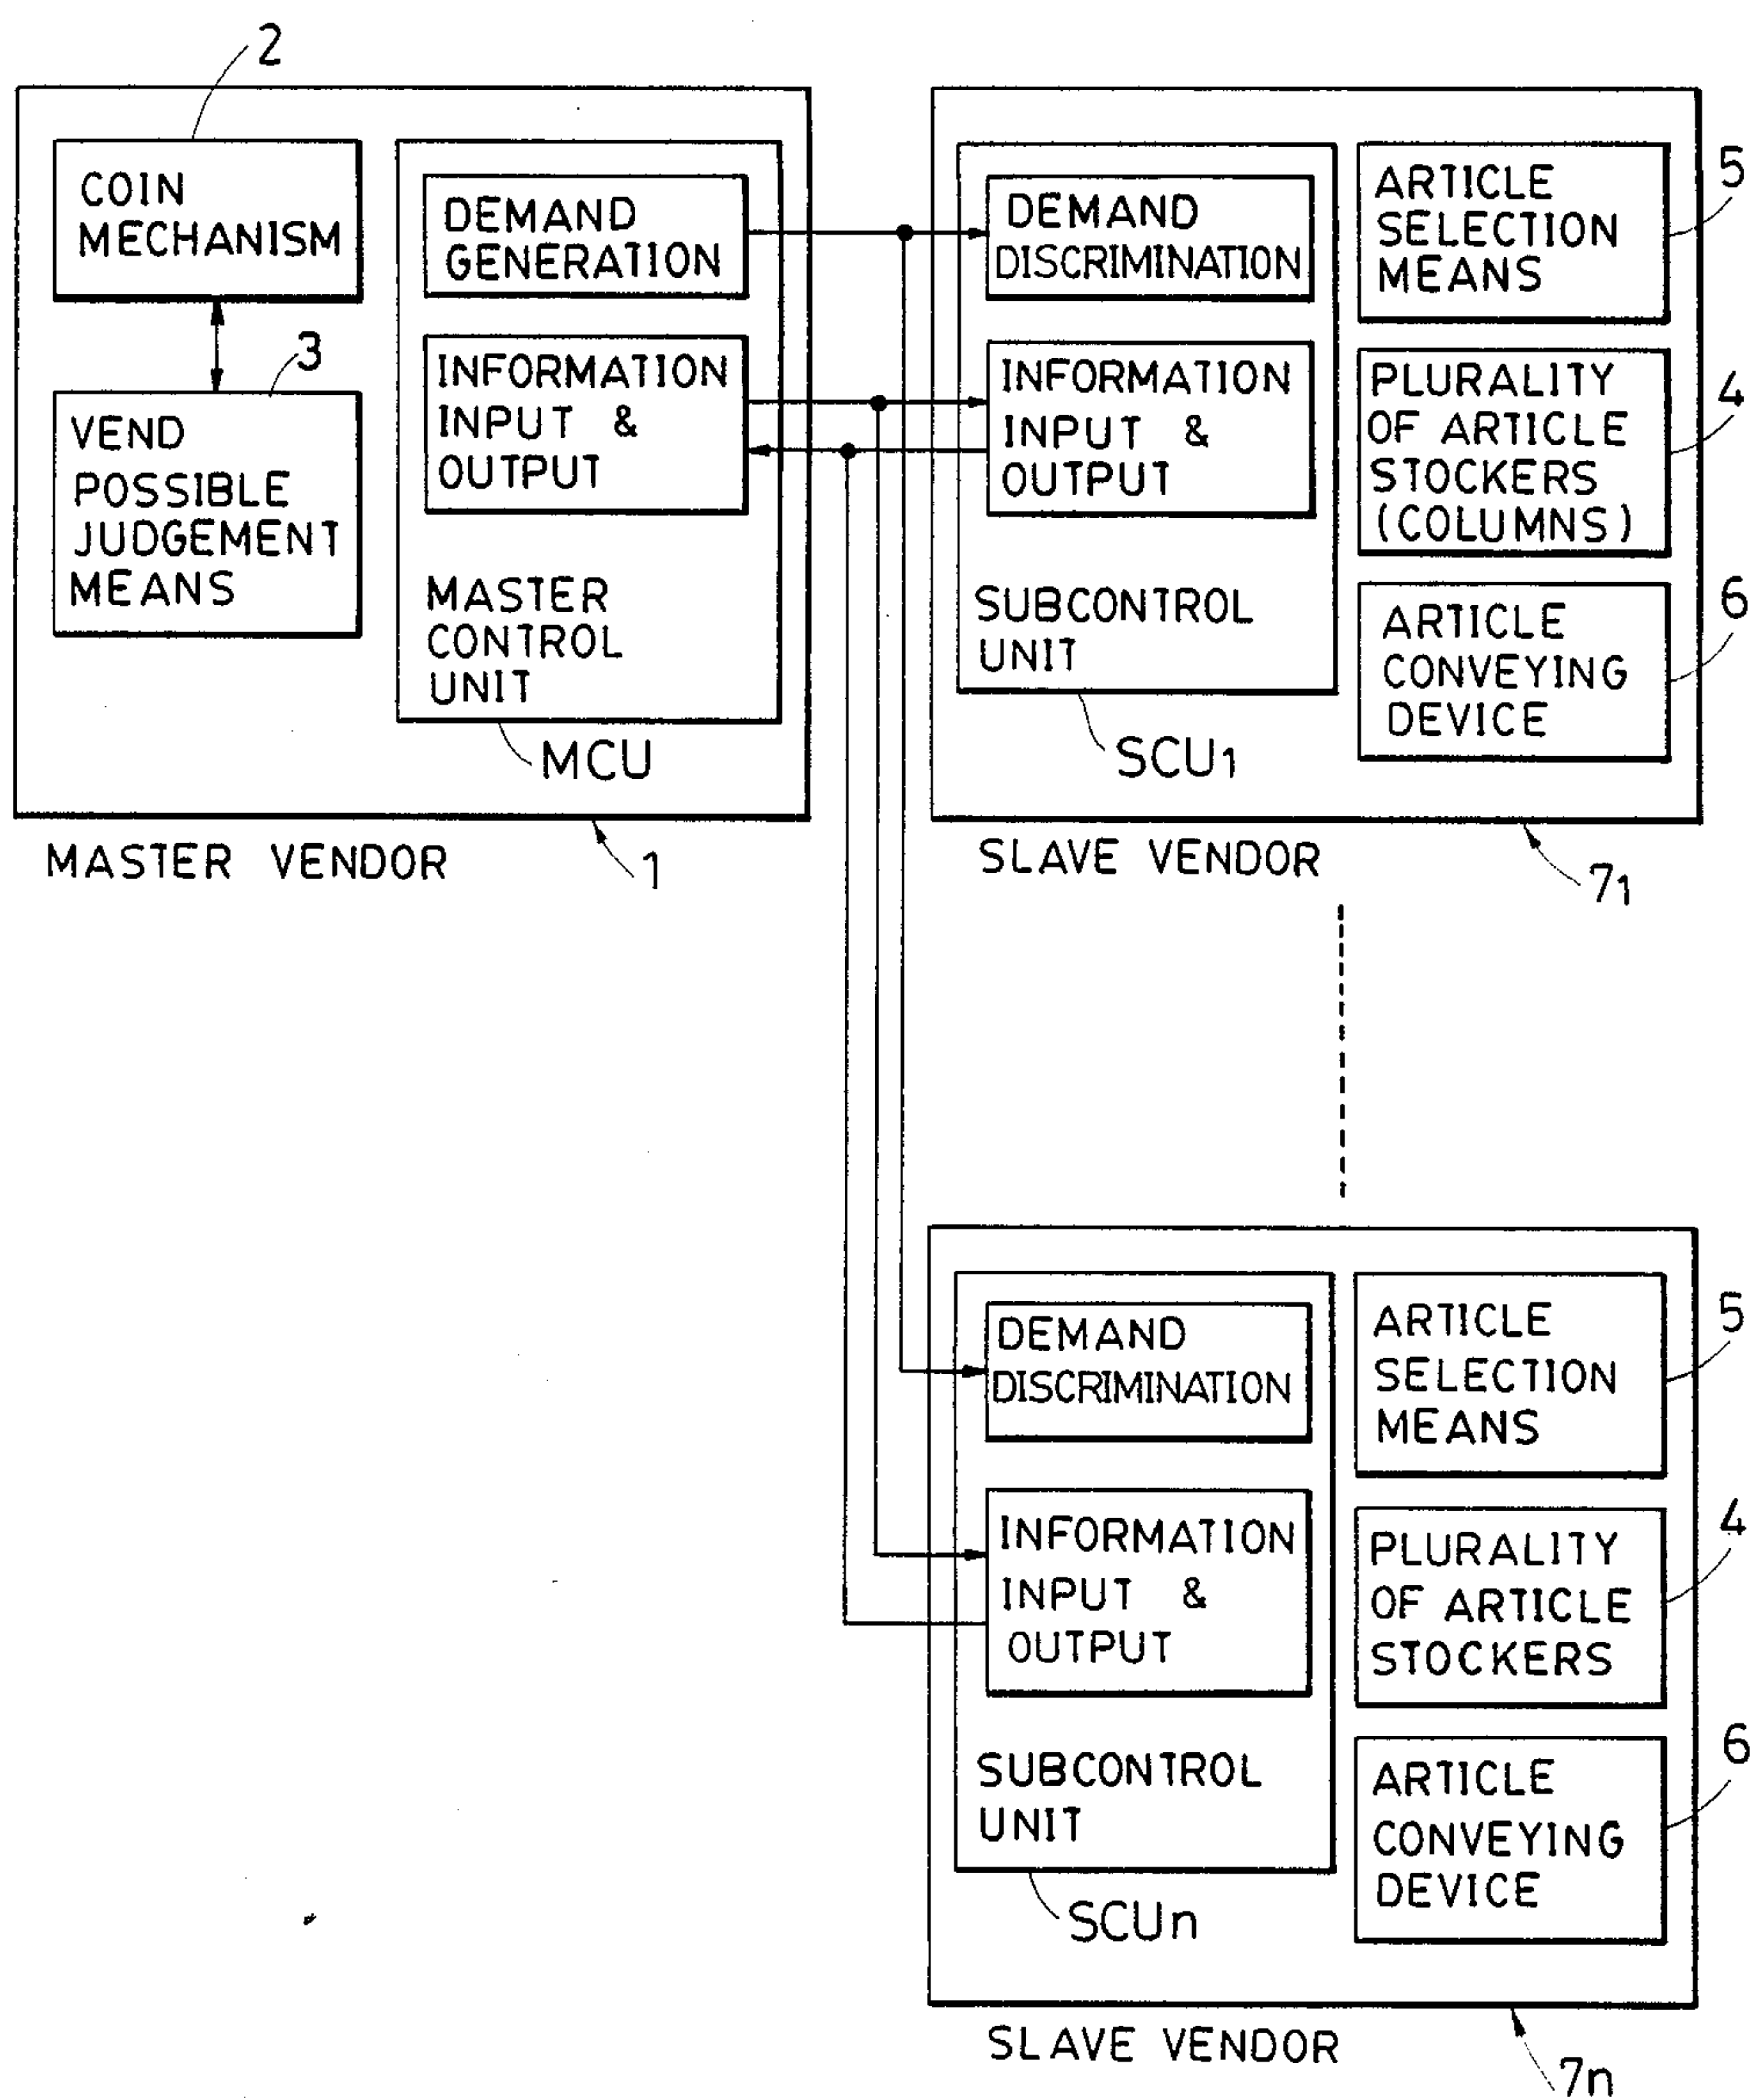 2
COIN
MECHANISM
3
VEND
POSSIBLE
JUDGEMENT
MEANS
DEMAND
GENERATION
INFORMATION
INPUT &
OUTPUT
MASTER
CONTROL
UNIT
MCU
MASTER VENDOR
1
DEMAND
DISCRIMINATION
INFORMATION
INPUT &
OUTPUT
SUBCONTROL
UNIT
SCU1
ARTICLE
SELECTION
MEANS
5
PLURALITY
OF ARTICLE
STOCKERS
(COLUMNS)
4
ARTICLE
CONVEYING
DEVICE
6
SLAVE VENDOR
71
DEMAND
DISCRIMINATION
INFORMATION
INPUT &
OUTPUT
SUBCONTROL
UNIT
SCUn
ARTICLE
SELECTION
MEANS
5
PLURALITY
OF ARTICLE
STOCKERS
4
ARTICLE
CONVEYING
DEVICE
6
SLAVE VENDOR
7n